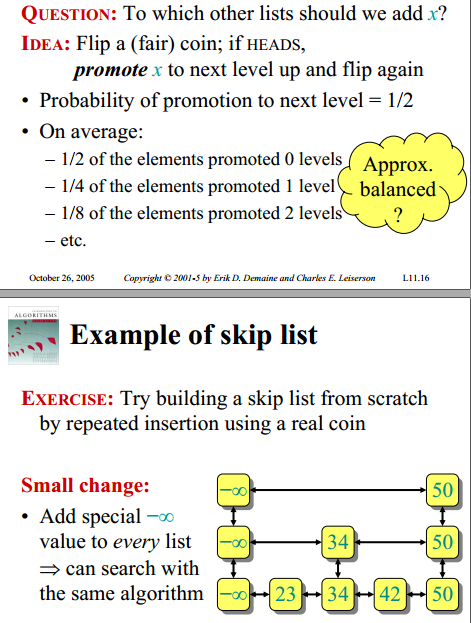 QUESTION: To which other lists should we add x?
IDEA: Flip a (fair) coin; if HEADS,
promote x to next level up and flip again
• Probability of promotion to next level = 1/2
• On average:
– 1/2 of the elements promoted 0 levels
– 1/4 of the elements promoted 1 level
– 1/8 of the elements promoted 2 levels
– etc.
Approx.
balanced
?
October 26, 2005 Copyright © 2001-5 by Erik D. Demaine and Charles E. Leiserson L11.16
ALGORITHMS
Example of skip list
EXERCISE: Try building a skip list from scratch
by repeated insertion using a real coin
Small change:
• Add special −∞
value to every list
⇒ can search with
the same algorithm
−∞ 50
−∞ 34 50
−∞ 23 34 42 50